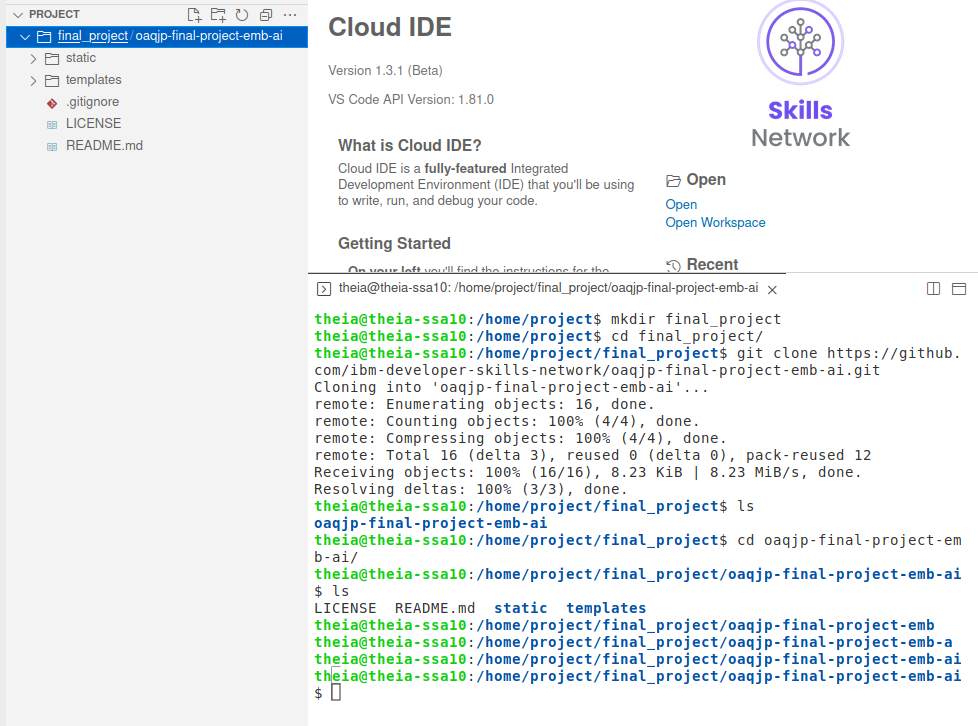 PROJECT
final_project / oaqjp-final-project-emb-ai
static
templates
.gitignore
LICENSE
README.md
Cloud IDE
Version 1.3.1 (Beta)
VS Code API Version: 1.81.0
What is Cloud IDE?
Cloud IDE is a fully-featured Integrated
Development Environment (IDE) that you'll be using
to write, run, and debug your code.
Getting Started
On your left you'll find the instructions for the
Skills
Network
Open
Open
Open Workspace
Recent
theia@theia-ssa10: /home/project/final_project/oaqjp-final-project-emb-ai
theia@theia-ssa10:/home/project$ mkdir final_project
theia@theia-ssa10:/home/project$ cd final_project/
theia@theia-ssa10:/home/project/final_project$ git clone https://github.
com/ibm-developer-skills-network/oaqjp-final-project-emb-ai.git
Cloning into 'oaqjp-final-project-emb-ai'...
remote: Enumerating objects: 16, done.
remote: Counting objects: 100% (4/4), done.
remote: Compressing objects: 100% (4/4), done.
remote: Total 16 (delta 3), reused 0 (delta 0), pack-reused 12
Receiving objects: 100% (16/16), 8.23 KiB | 8.23 MiB/s, done.
Resolving deltas: 100% (3/3), done.
theia@theia-ssa10:/home/project/final_project$ ls
oaqjp-final-project-emb-ai
theia@theia-ssa10:/home/project/final_project$ cd oaqjp-final-project-em
b-ai/
theia@theia-ssa10:/home/project/final_project/oaqjp-final-project-emb-ai
$ ls
LICENSE  README.md  static  templates
theia@theia-ssa10:/home/project/final_project/oaqjp-final-project-emb
theia@theia-ssa10:/home/project/final_project/oaqjp-final-project-emb-a
theia@theia-ssa10:/home/project/final_project/oaqjp-final-project-emb-ai
theia@theia-ssa10:/home/project/final_project/oaqjp-final-project-emb-ai
$